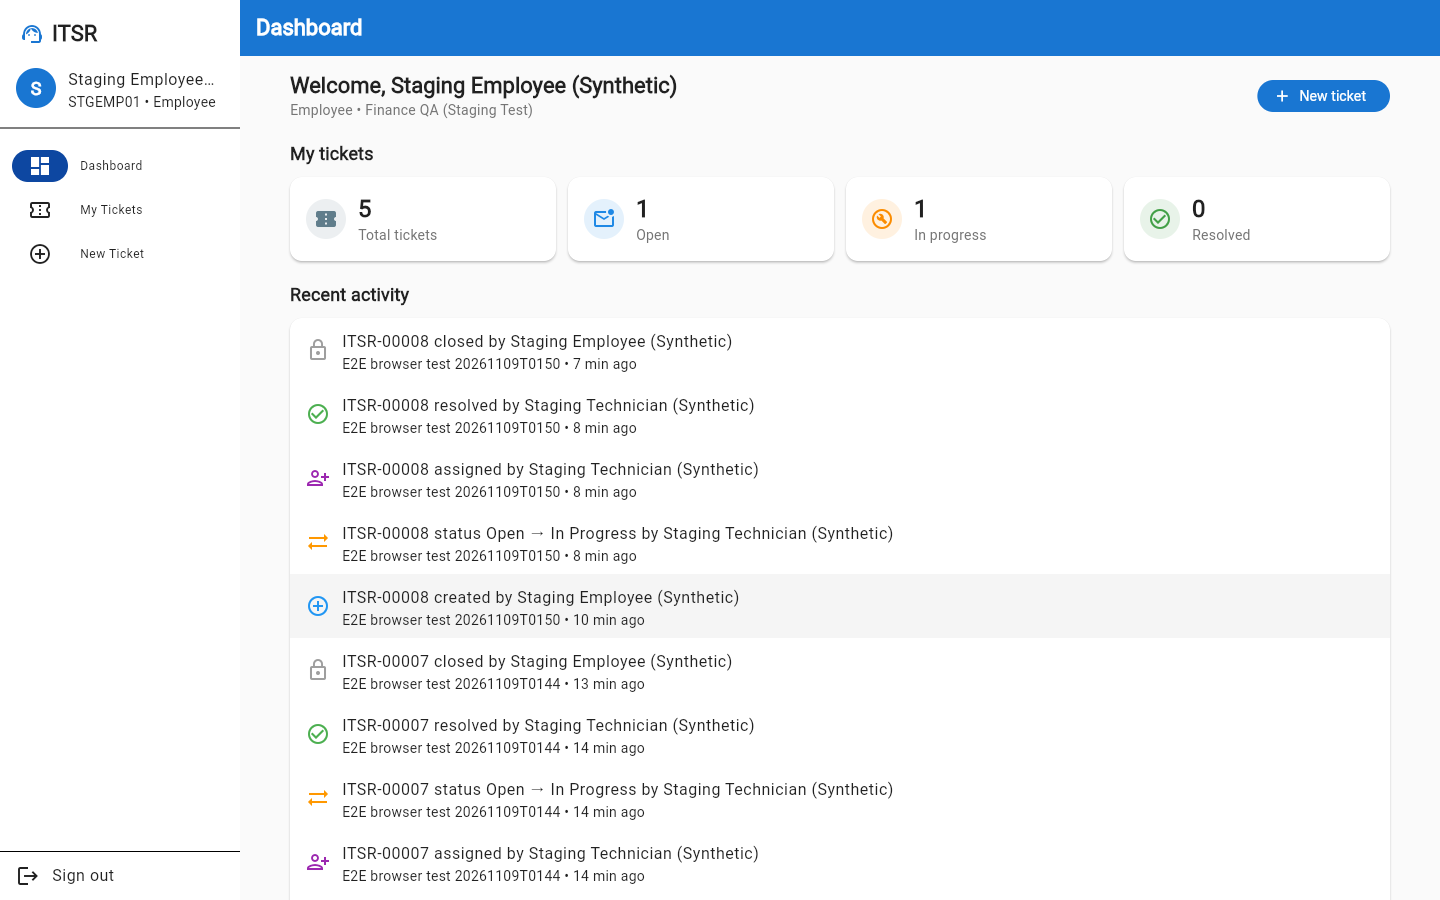 ITSR
Staging Employee...
STGEMP01 • Employee
Dashboard
My Tickets
New Ticket
Sign out
Dashboard
Welcome, Staging Employee (Synthetic)
Employee • Finance QA (Staging Test)
New ticket
My tickets
5
Total tickets
1
Open
1
In progress
0
Resolved
Recent activity
ITSR-00008 closed by Staging Employee (Synthetic)
E2E browser test 20261109T0150 • 7 min ago
ITSR-00008 resolved by Staging Technician (Synthetic)
E2E browser test 20261109T0150 • 8 min ago
ITSR-00008 assigned by Staging Technician (Synthetic)
E2E browser test 20261109T0150 • 8 min ago
ITSR-00008 status Open → In Progress by Staging Technician (Synthetic)
E2E browser test 20261109T0150 • 8 min ago
ITSR-00008 created by Staging Employee (Synthetic)
E2E browser test 20261109T0150 • 10 min ago
ITSR-00007 closed by Staging Employee (Synthetic)
E2E browser test 20261109T0144 • 13 min ago
ITSR-00007 resolved by Staging Technician (Synthetic)
E2E browser test 20261109T0144 • 14 min ago
ITSR-00007 status Open → In Progress by Staging Technician (Synthetic)
E2E browser test 20261109T0144 • 14 min ago
ITSR-00007 assigned by Staging Technician (Synthetic)
E2E browser test 20261109T0144 • 14 min ago